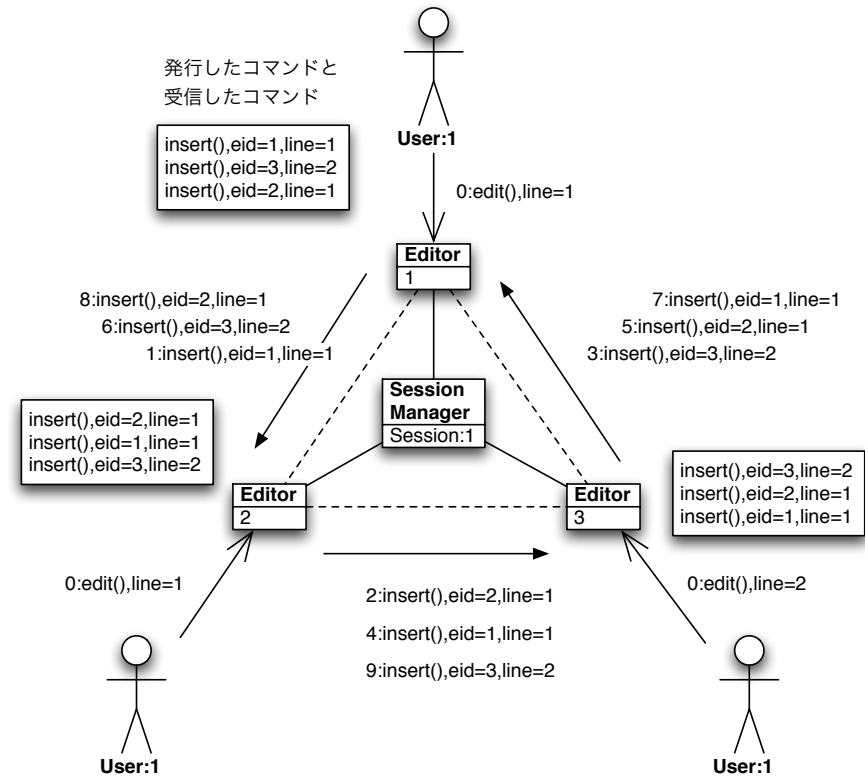 発行したコマンドと
受信したコマンド
insert(),eid=1,line=1
insert(),eid=3,line=2
insert(),eid=2,line=1
User:1
0:edit(),line=1
Editor
1
8:insert(),eid=2,line=1
6:insert(),eid=3,line=2
1:insert(),eid=1,line=1
7:insert(),eid=1,line=1
5:insert(),eid=2,line=1
3:insert(),eid=3,line=2
Session
Manager
Session:1
insert(),eid=2,line=1
insert(),eid=1,line=1
insert(),eid=3,line=2
Editor
2
Editor
3
insert(),eid=3,line=2
insert(),eid=2,line=1
insert(),eid=1,line=1
0:edit(),line=1
2:insert(),eid=2,line=1
4:insert(),eid=1,line=1
9:insert(),eid=3,line=2
0:edit(),line=2
User:1
User:1